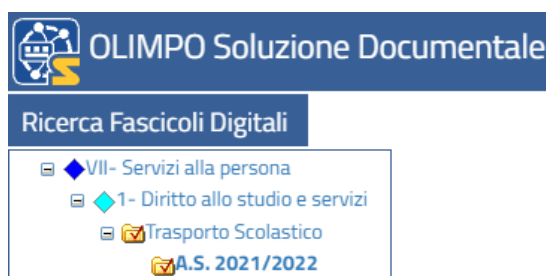 OLIMPO Soluzione Documentale
Ricerca Fascicoli Digitali
VII- Servizi alla persona
1- Diritto allo studio e servizi
Trasporto Scolastico
A.S. 2021/2022